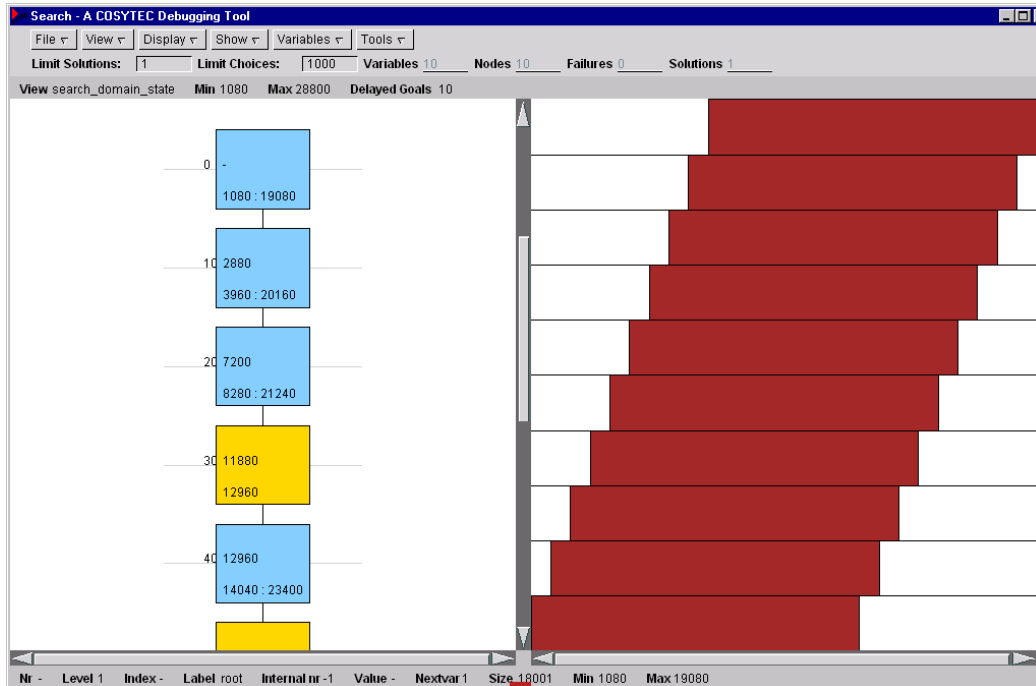 Search - A COSYTEC Debugging Tool
File View Display Show Variables Tools
Limit Solutions: 1 Limit Choices: 1000 Variables 10 Nodes 10 Failures 0 Solutions 1
View search_domain_state Min 1080 Max 28800 Delayed Goals 10
0 -
1080 : 19080
10 2880
3960 : 20160
20 7200
8280 : 21240
30 11880
12960
40 12960
14040 : 23400
Nr - Level 1 Index - Label root Internal nr -1 Value - Nextvar 1 Size 18001 Min 1080 Max 19080